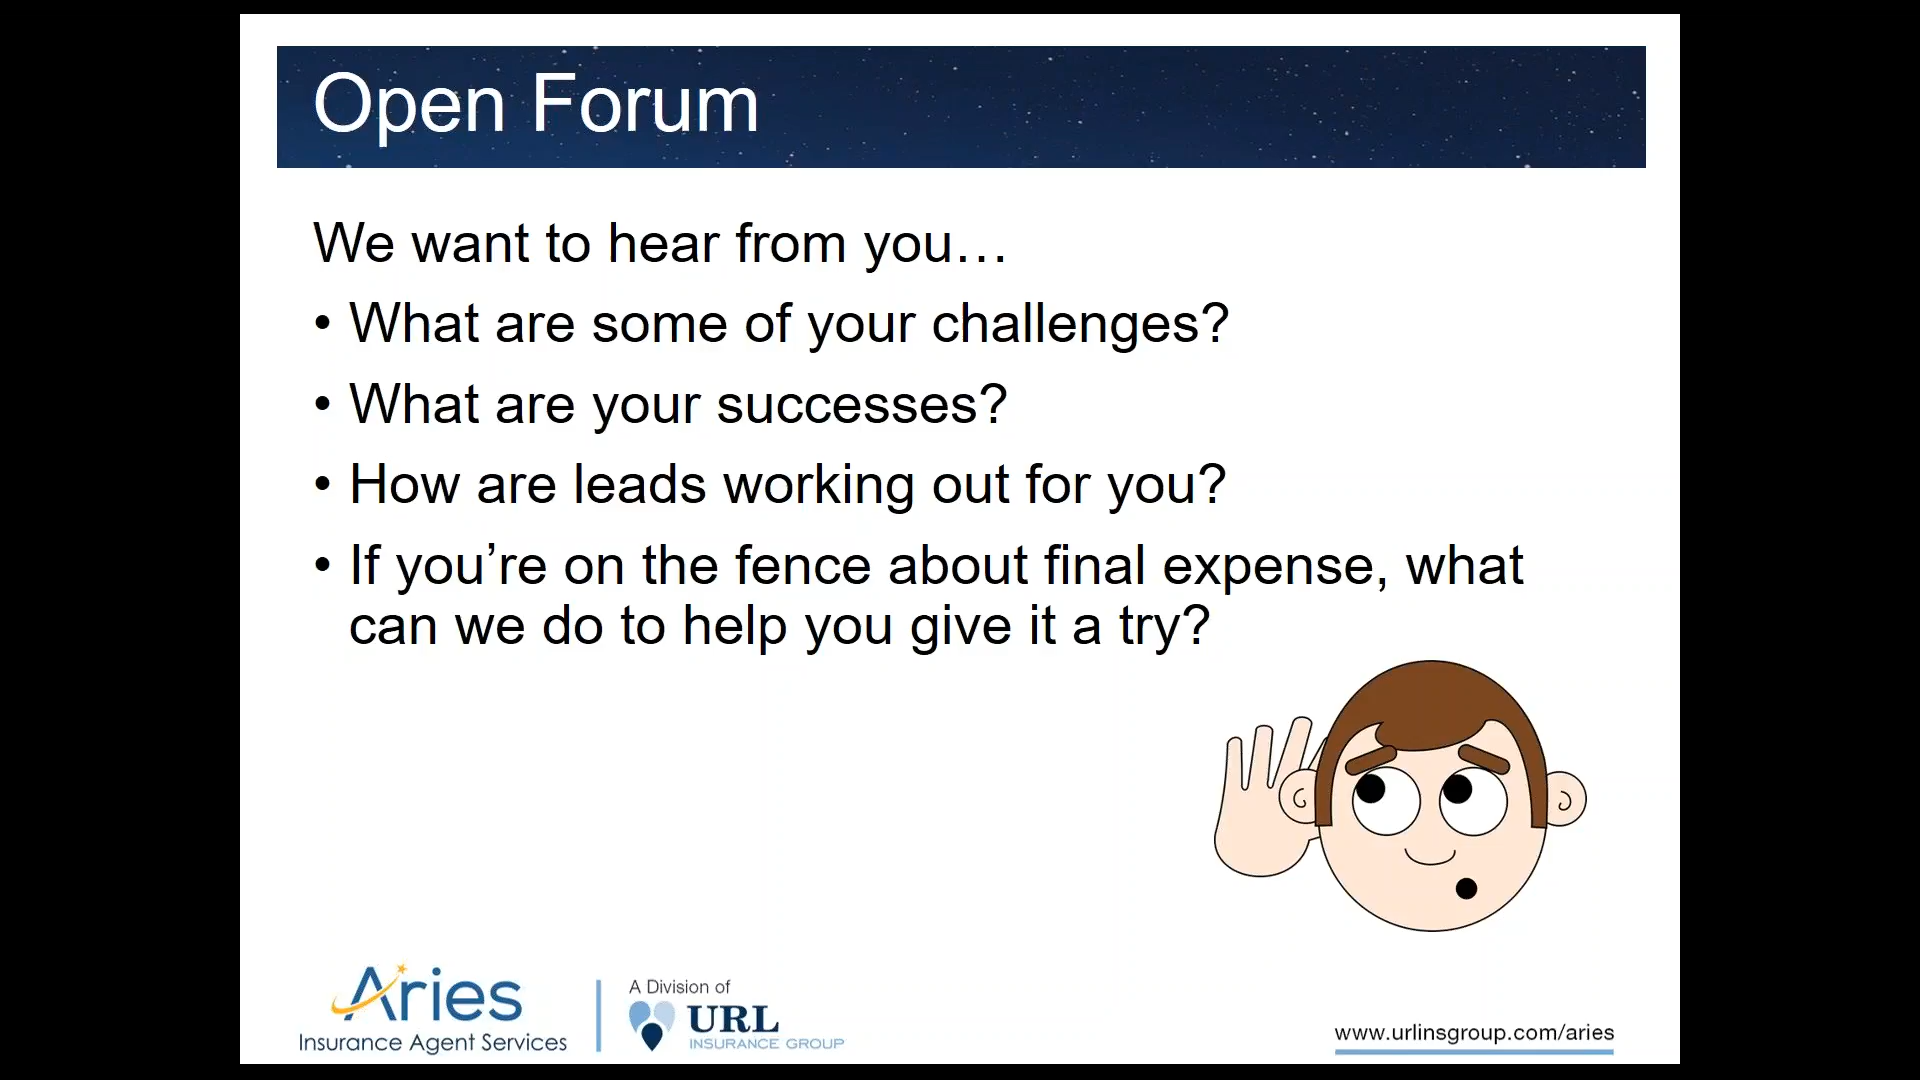 Open Forum
We want to hear from you…
• What are some of your challenges?
• What are your successes?
• How are leads working out for you?
• If you’re on the fence about final expense, what
can we do to help you give it a try?
Aries
Insurance Agent Services
A Division of
URL
INSURANCE GROUP
www.urlinsgroup.com/aries